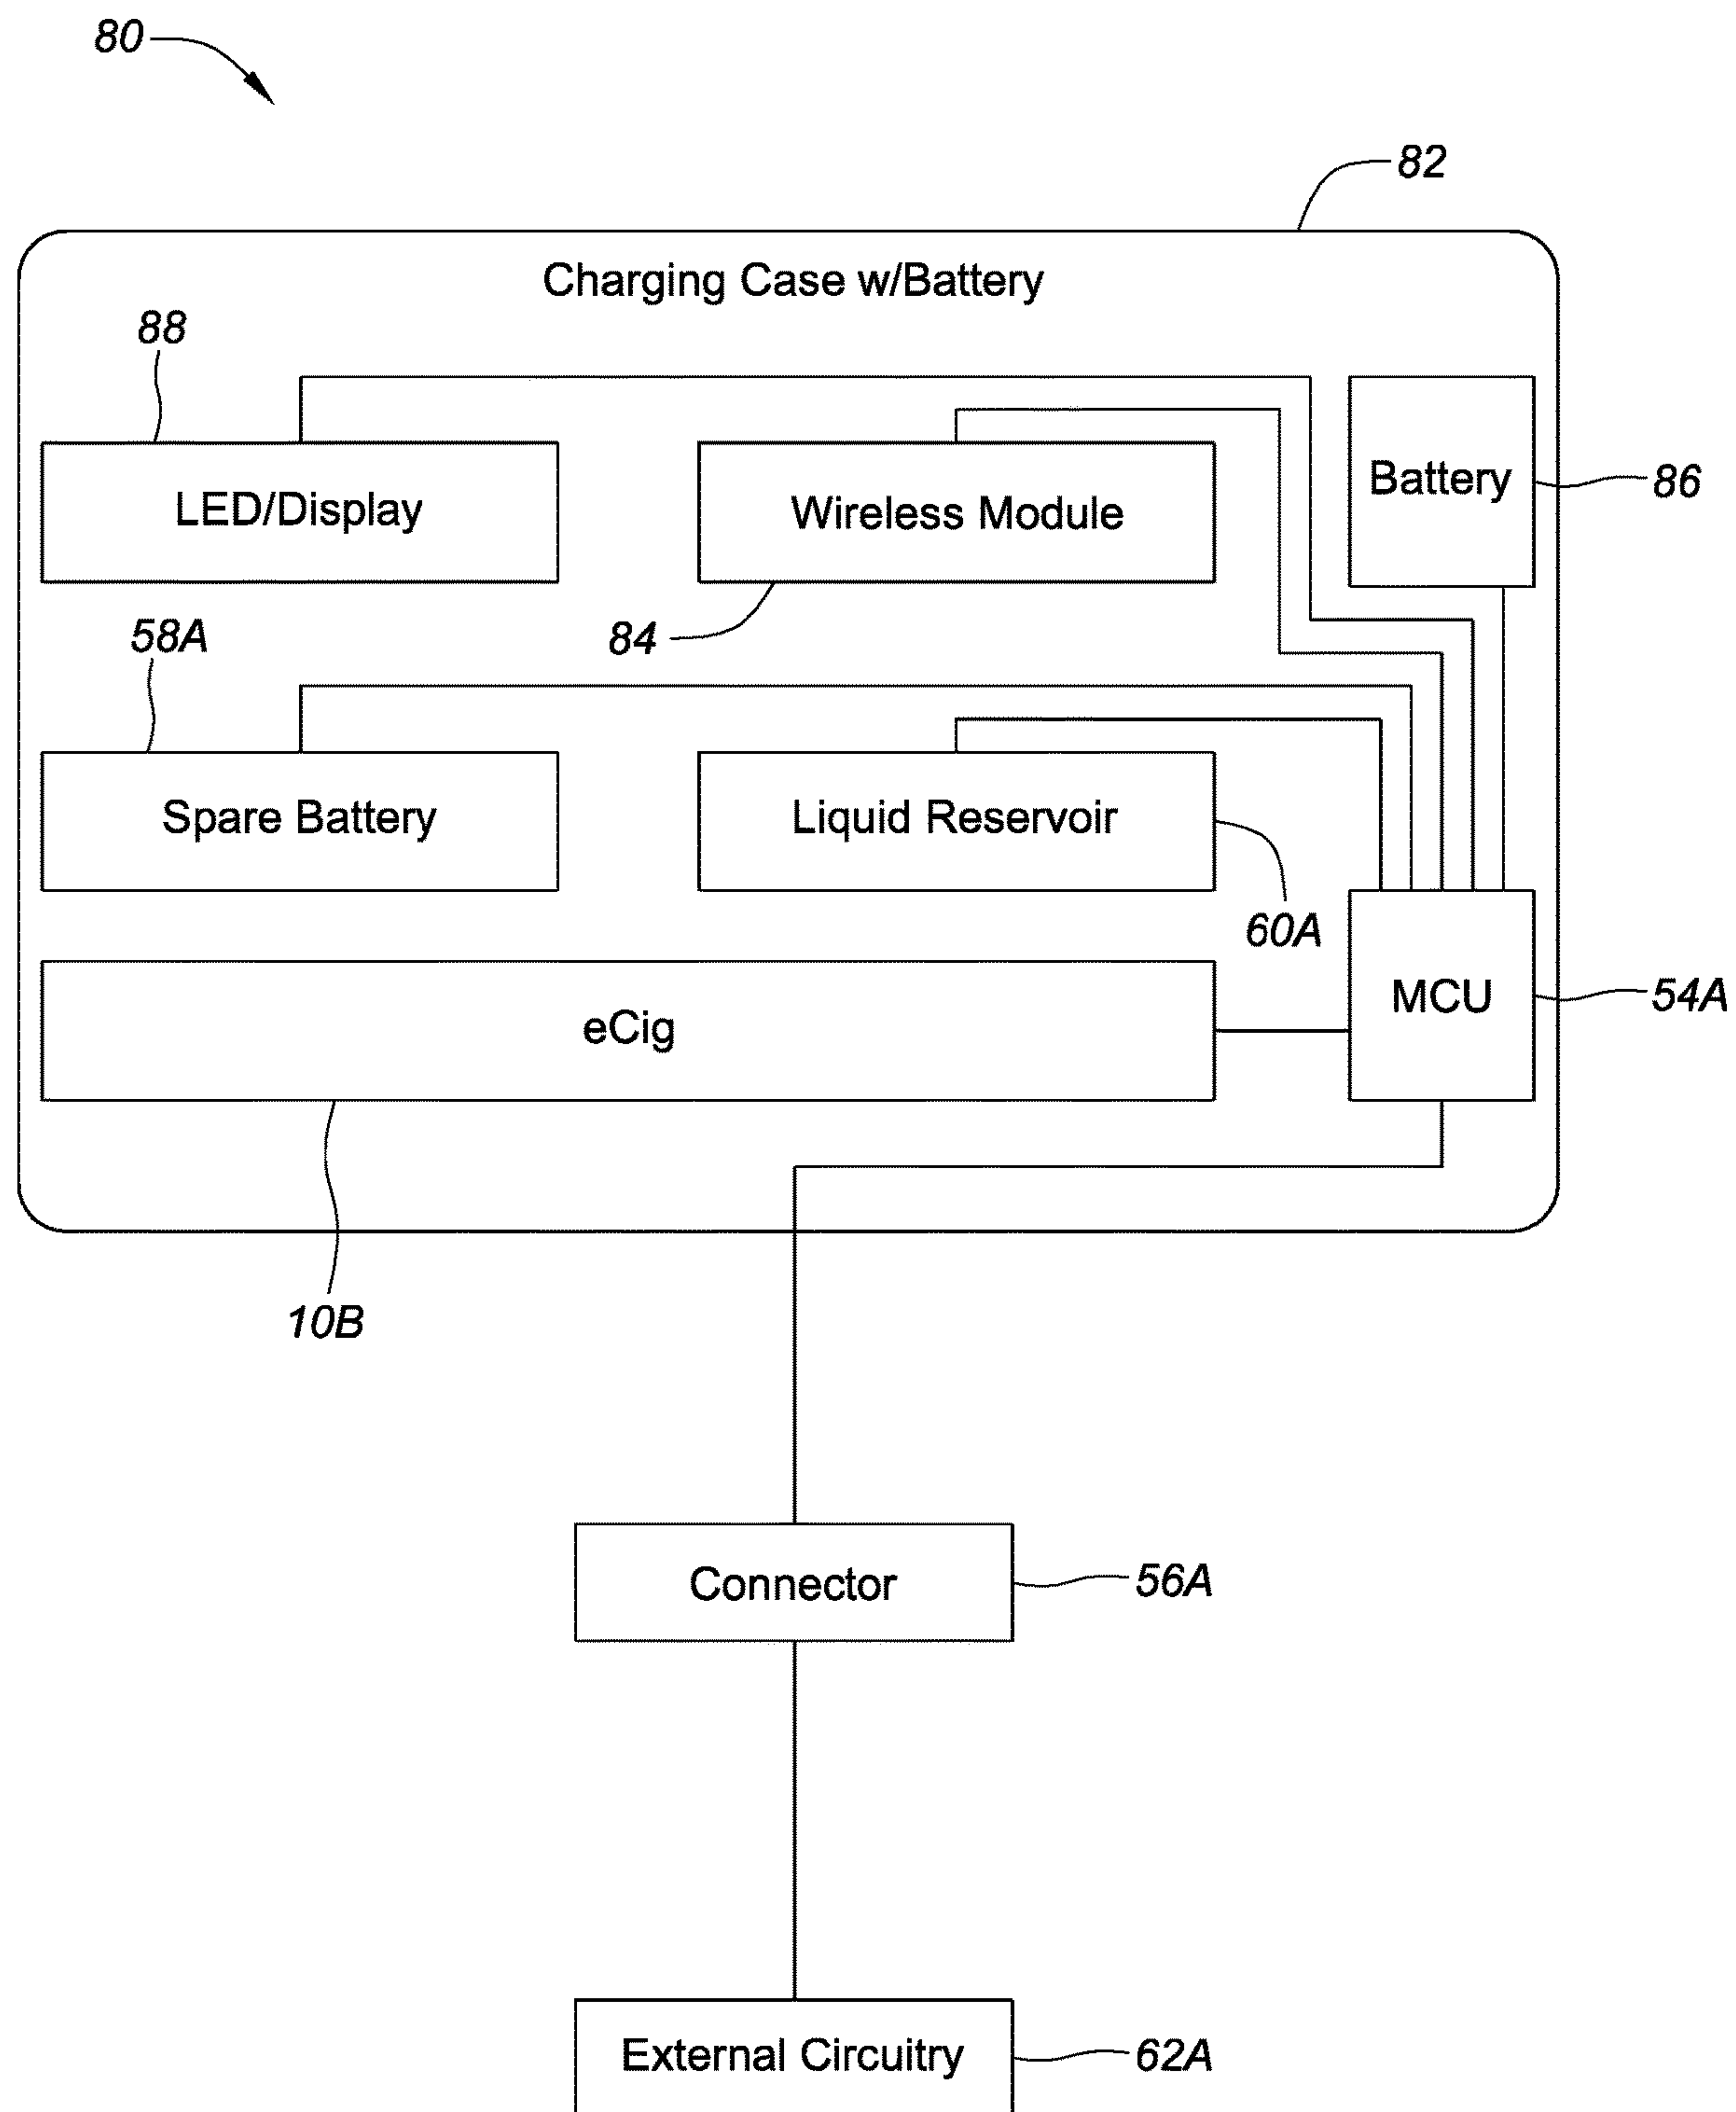 80
82
Charging Case w/Battery
88
LED/Display
Wireless Module
Battery
86
84
58A
Spare Battery
Liquid Reservoir
60A
eCig
MCU
54A
10B
Connector
56A
External Circuitry
62A